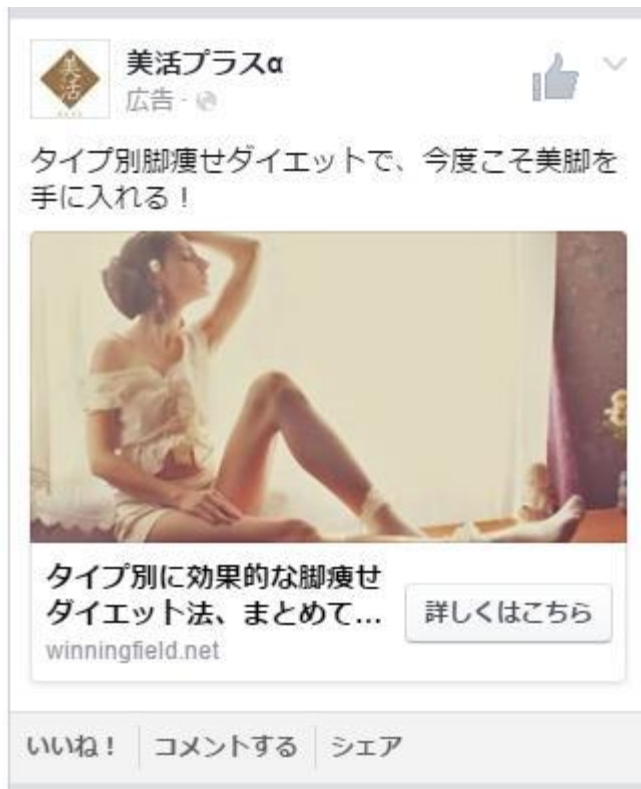 美活
美活プラスα
広告
タイプ別脚痩せダイエットで、今度こそ美脚を
手に入れる！
タイプ別に効果的な脚痩せ
ダイエット法、まとめて...
詳しくはこちら
winningfield.net
いいね！ コメントする シェア